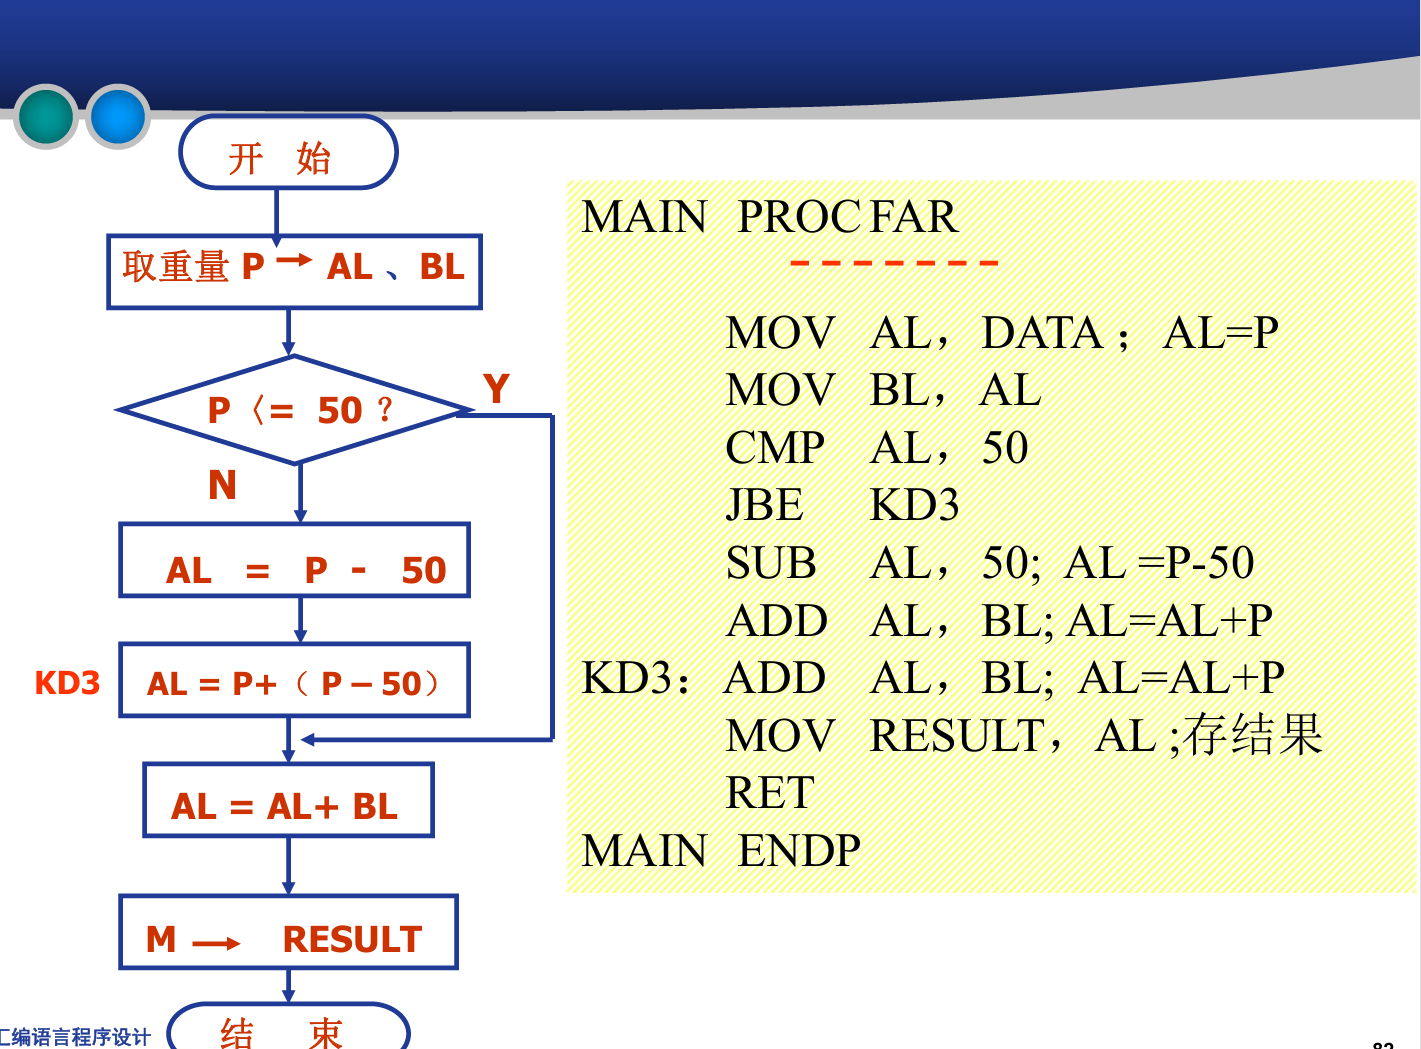 开 始
取重量 P → AL 、BL
P〈= 50 ?
Y
N
AL = P - 50
KD3
AL = P+（ P – 50）
AL = AL+ BL
M → RESULT
结 束
MAIN PROC FAR
MOV AL， DATA ； AL=P
MOV BL， AL
CMP AL， 50
JBE KD3
SUB AL， 50; AL =P-50
ADD AL， BL; AL=AL+P
KD3： ADD AL， BL; AL=AL+P
MOV RESULT， AL ;存结果
RET
MAIN ENDP
汇编语言程序设计